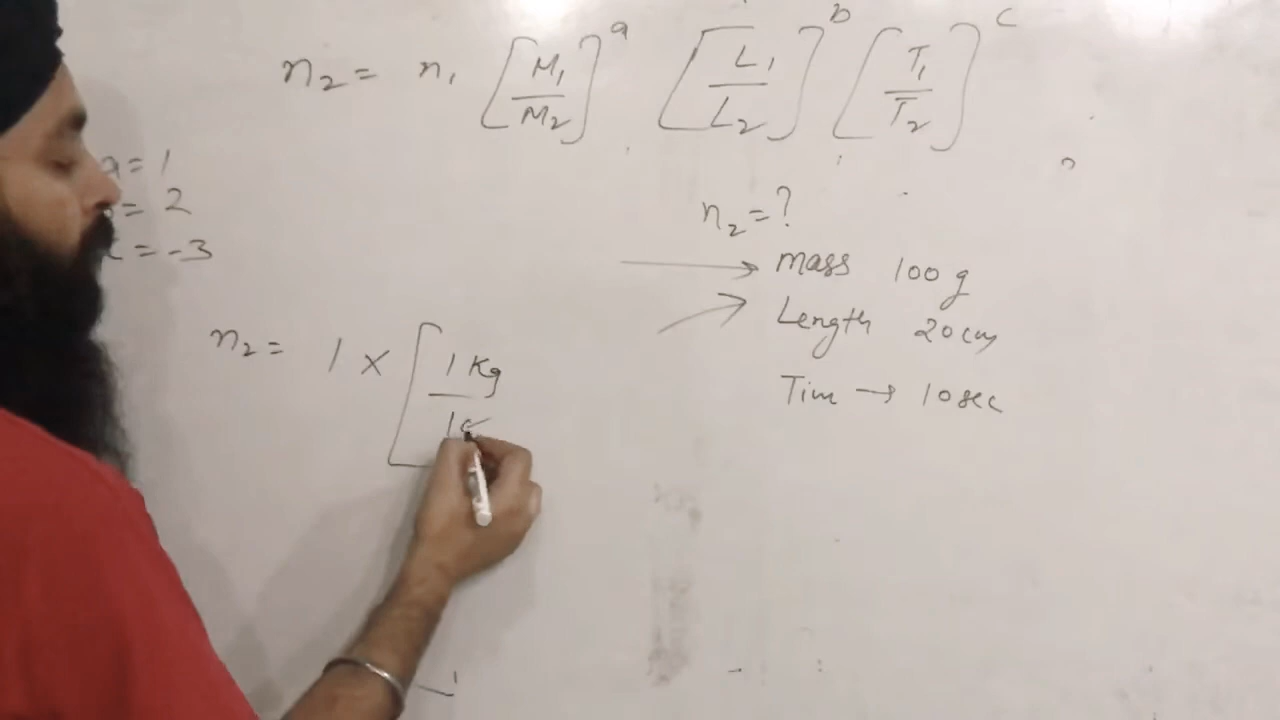 n₂ = n₁ [M₁/M₂]ᵃ [L₁/L₂]ᵇ [T₁/T₂]ᶜ
a = 1
= 2
= -3
n₂ = ?
→ mass 100 g
→ Length 20 cm
Tim → 10 sec
n₂ = 1 × [1 Kg / 1